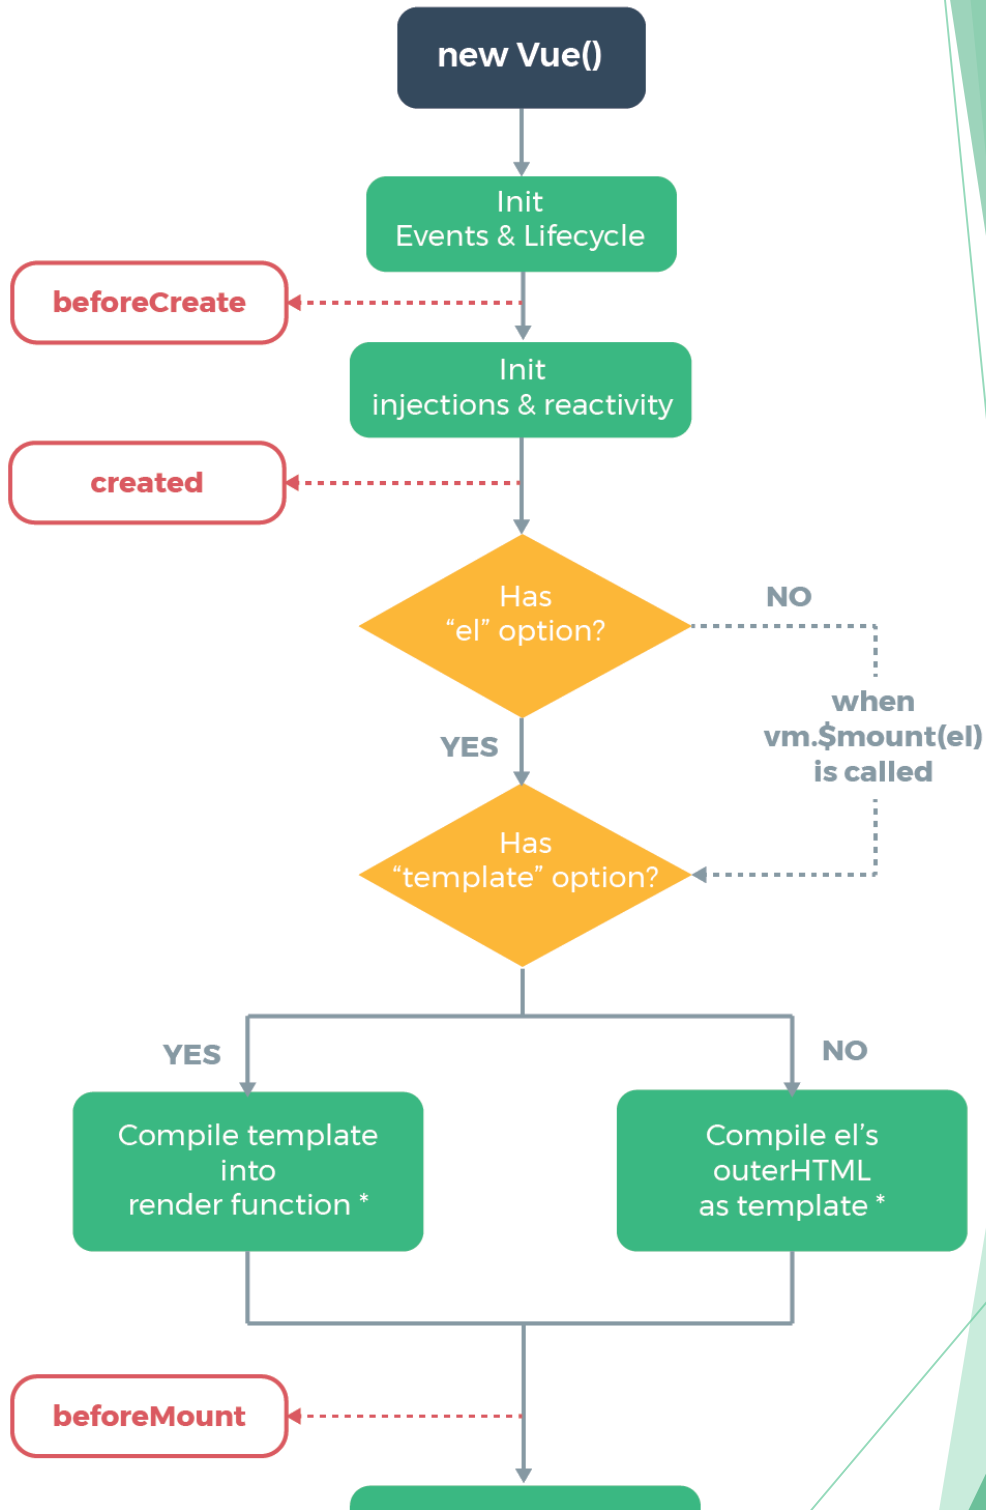 new Vue()
Init
Events & Lifecycle
beforeCreate
Init
injections & reactivity
created
Has
“el” option?
NO
when
vm.$mount(el)
is called
YES
Has
“template” option?
YES
NO
Compile template
into
render function *
Compile el’s
outerHTML
as template *
beforeMount